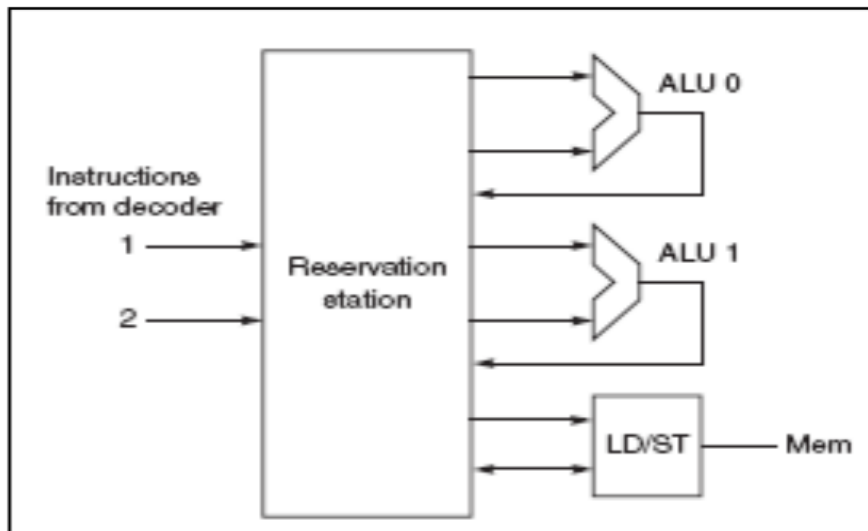 Instructions
from decoder
1
2
Reservation
station
ALU 0
ALU 1
LD/ST
Mem